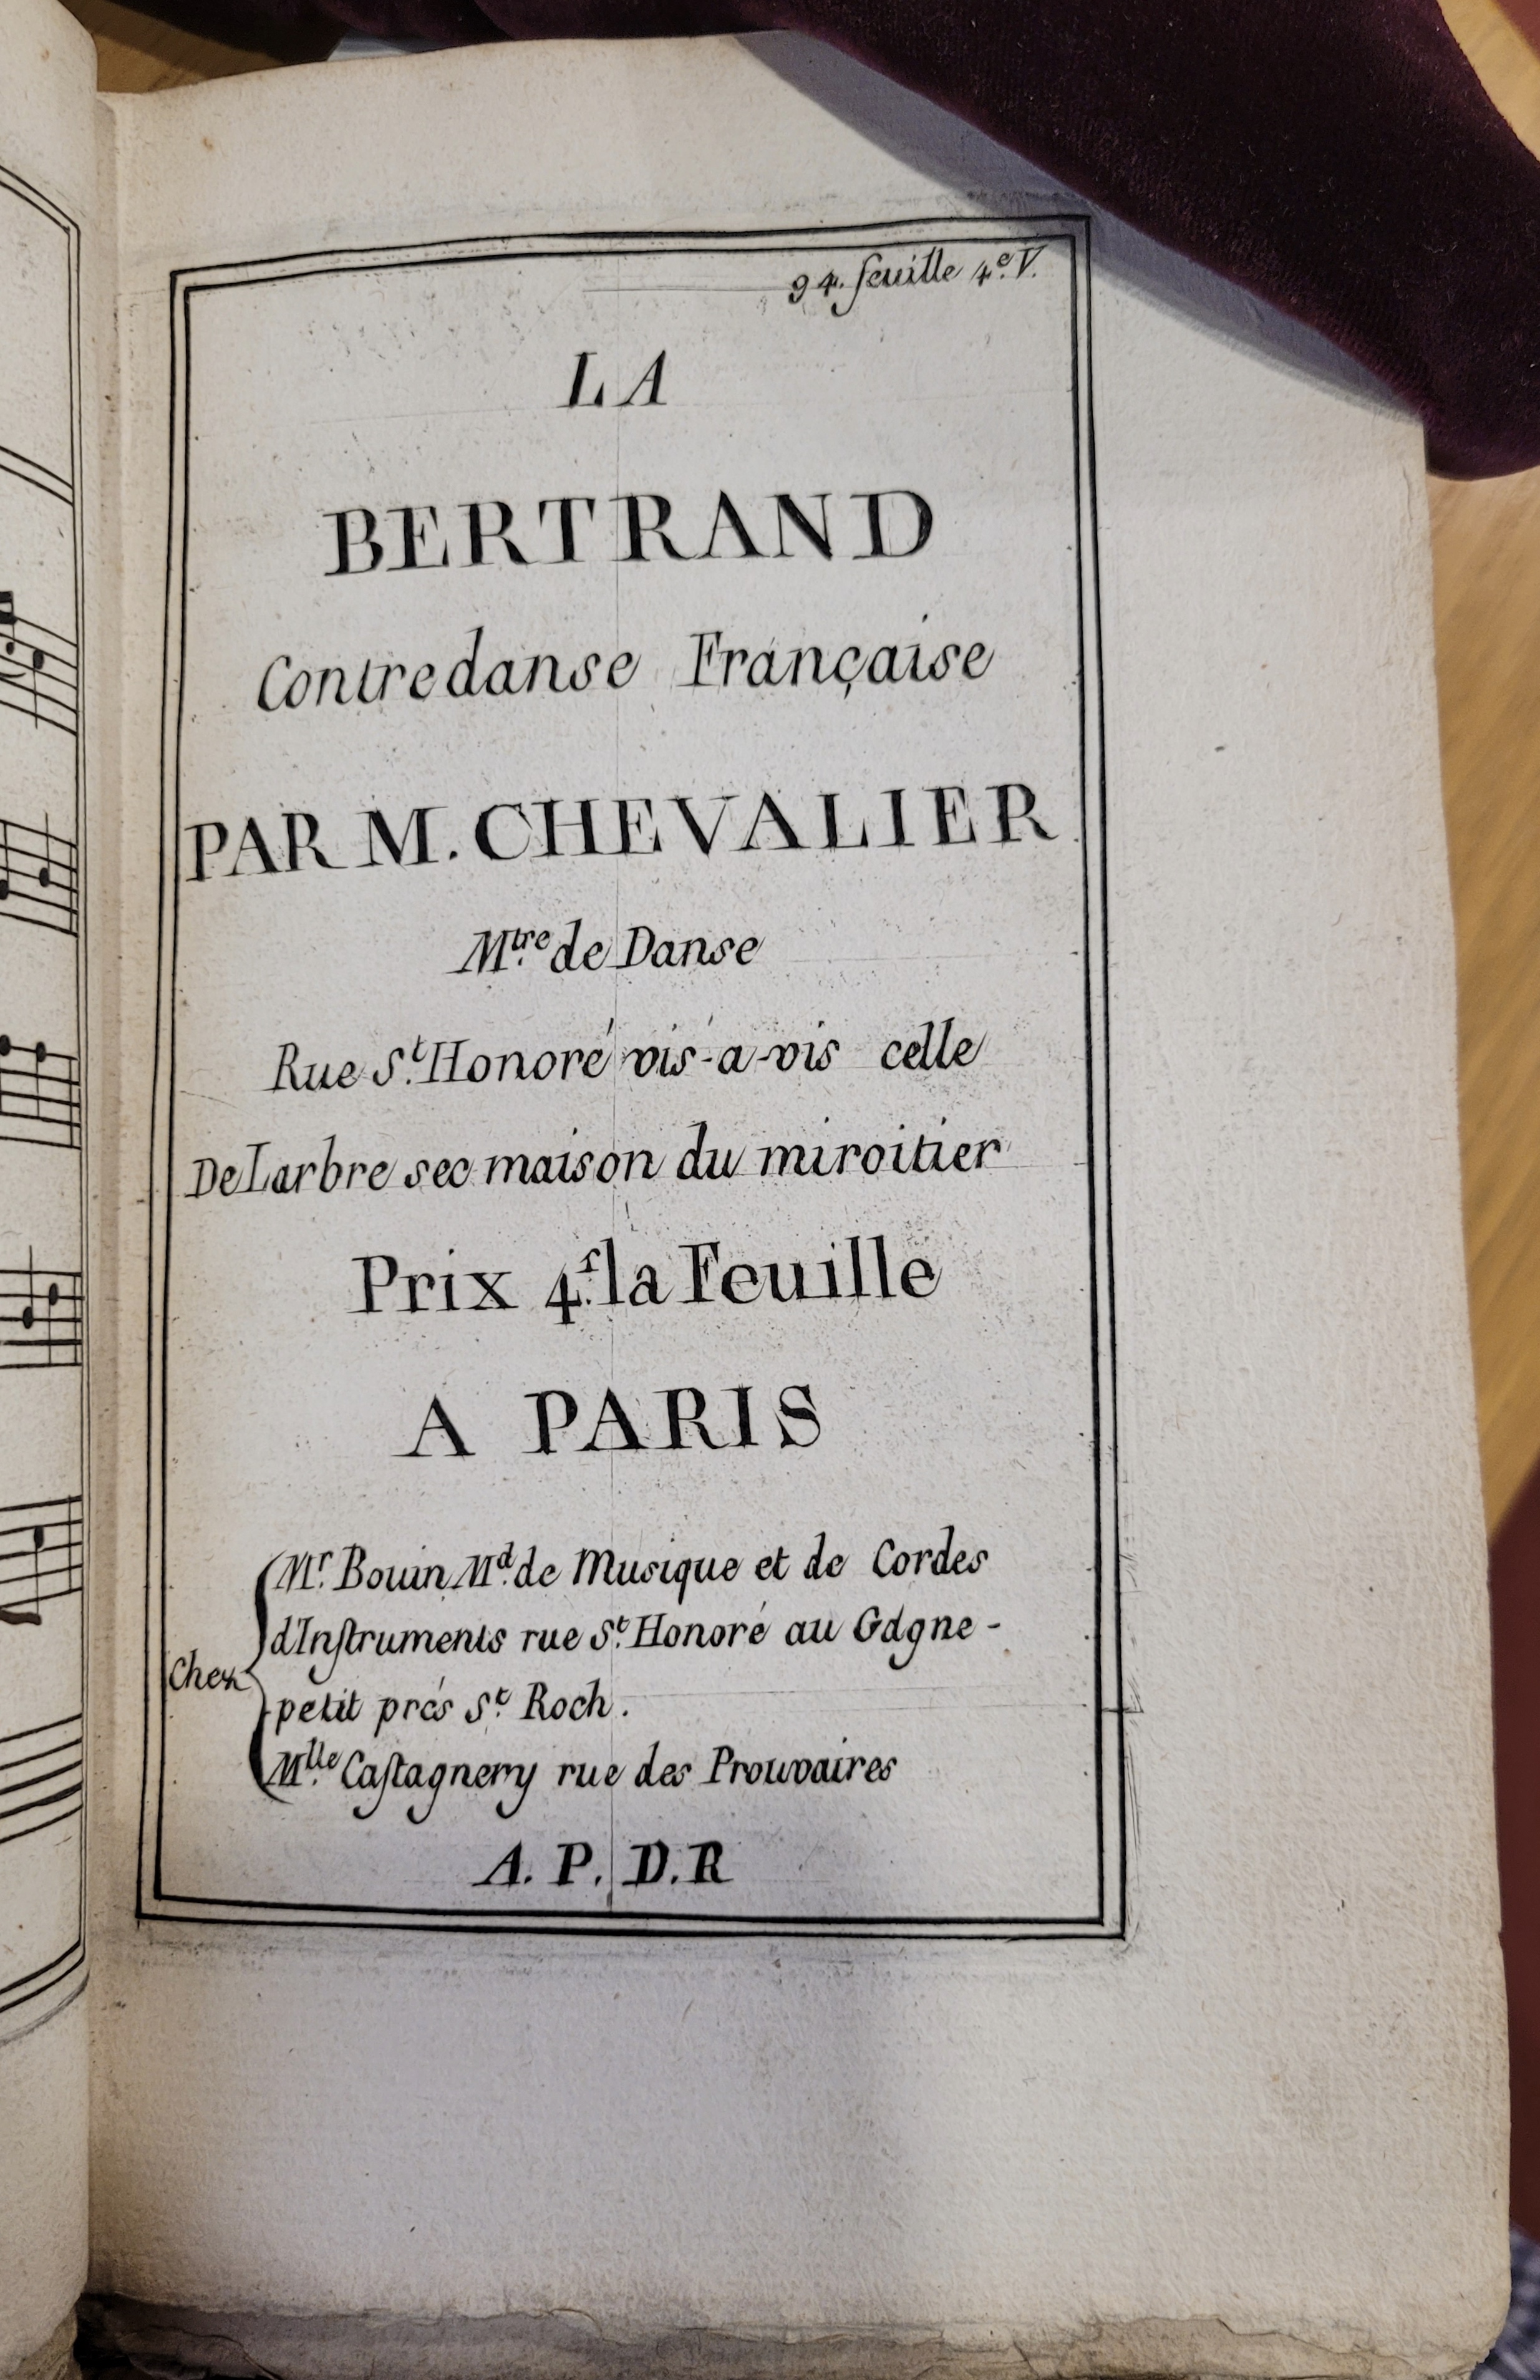 94. feuille 4.e V.
LA
BERTRAND
Contredanse Française
PAR M. CHEVALIER
M.tre de Danse
Rue S.t Honoré vis-à-vis celle
De Larbre sec maison du miroitier
Prix 4.s la Feuille
A PARIS
M.r Bouin M.d de Musique et de Cordes
d'Inſtruments rue S.t Honoré au Gagne-
Chez
petit prés S.t Roch.
M.lle Caſtagnery rue des Prouvaires
A. P. D. R